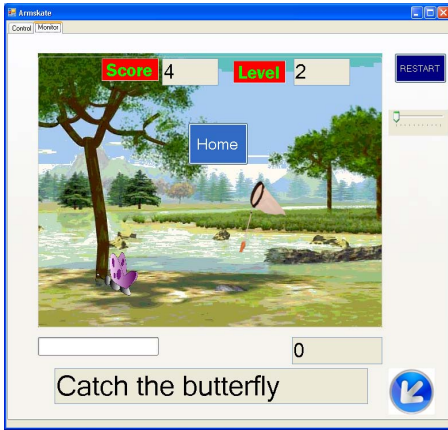 Armskate
Control Monitor
Score 4 Level 2
RESTART
Home
0
Catch the butterfly